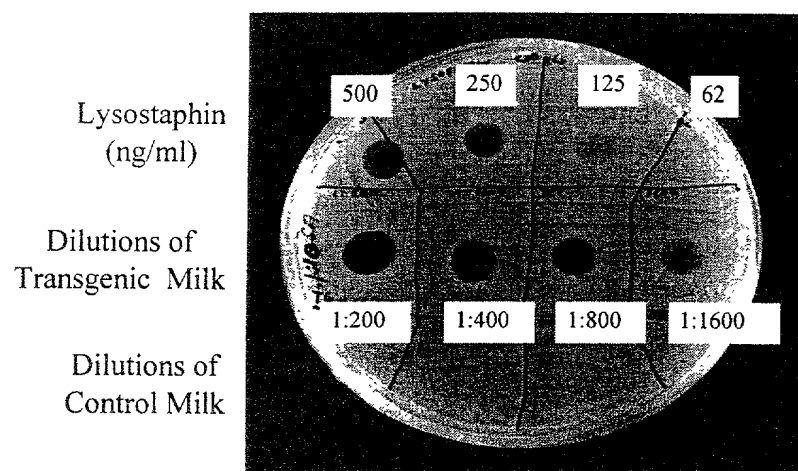 500
250
125
62
Lysostaphin
(ng/ml)
Dilutions of
Transgenic Milk
1:200
1:400
1:800
1:1600
Dilutions of
Control Milk